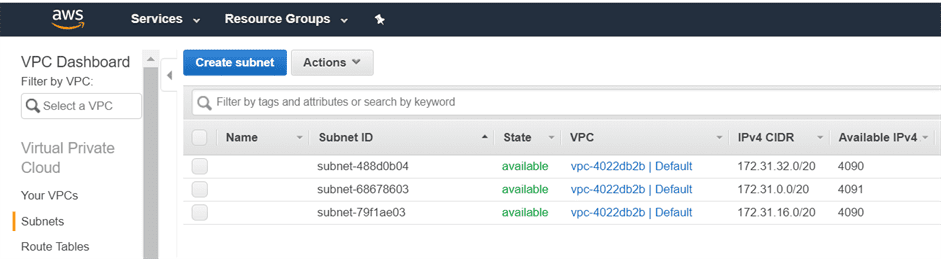 aws Services Resource Groups
VPC Dashboard
Filter by VPC:
Select a VPC
Virtual Private
Cloud
Your VPCs
Subnets
Route Tables
Create subnet Actions
Filter by tags and attributes or search by keyword
Name Subnet ID State VPC IPv4 CIDR Available IPv4
subnet-488d0b04 available vpc-4022db2b | Default 172.31.32.0/20 4090
subnet-68678603 available vpc-4022db2b | Default 172.31.0.0/20 4091
subnet-79f1ae03 available vpc-4022db2b | Default 172.31.16.0/20 4090